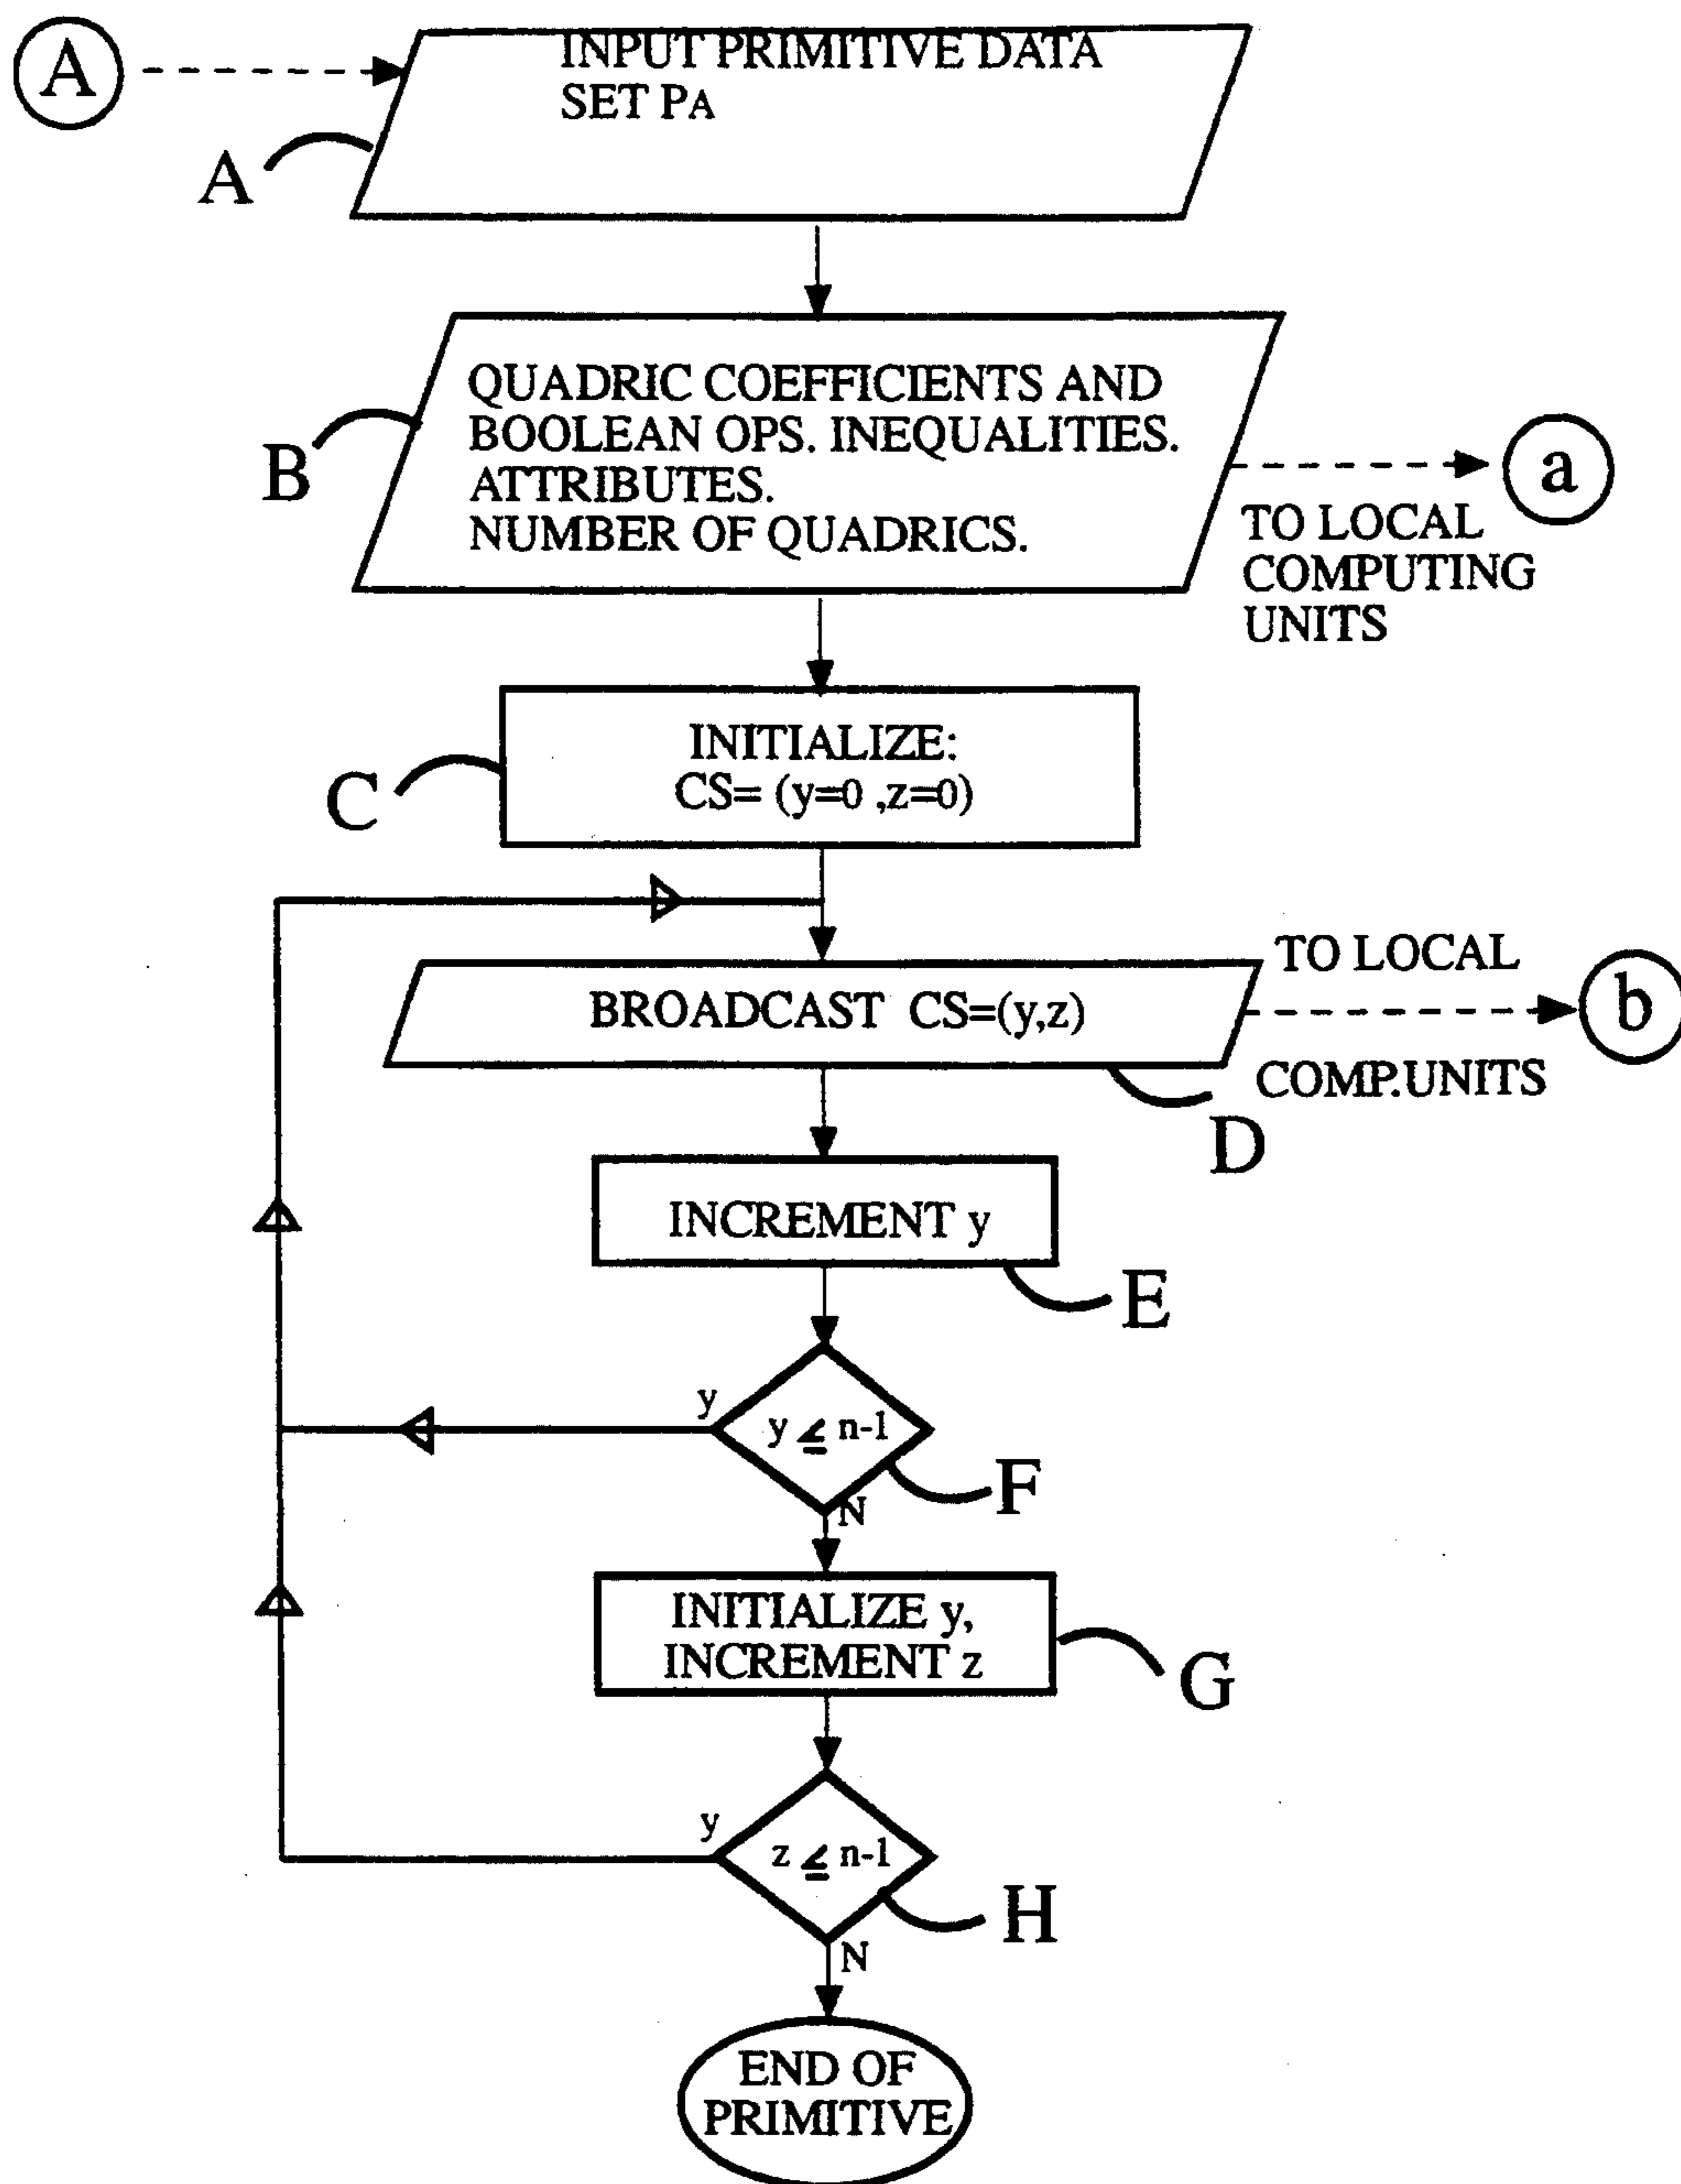 A
INPUT PRIMITIVE DATA
SET PA
A
QUADRIC COEFFICIENTS AND
BOOLEAN OPS. INEQUALITIES.
ATTRIBUTES.
NUMBER OF QUADRICS.
B
a
TO LOCAL
COMPUTING
UNITS
INITIALIZE:
CS= (y=0 ,z=0)
C
BROADCAST CS=(y,z)
TO LOCAL
b
COMP.UNITS
D
INCREMENT y
E
y
y ≤ n-1
F
N
INITIALIZE y,
INCREMENT z
G
y
z ≤ n-1
H
N
END OF
PRIMITIVE